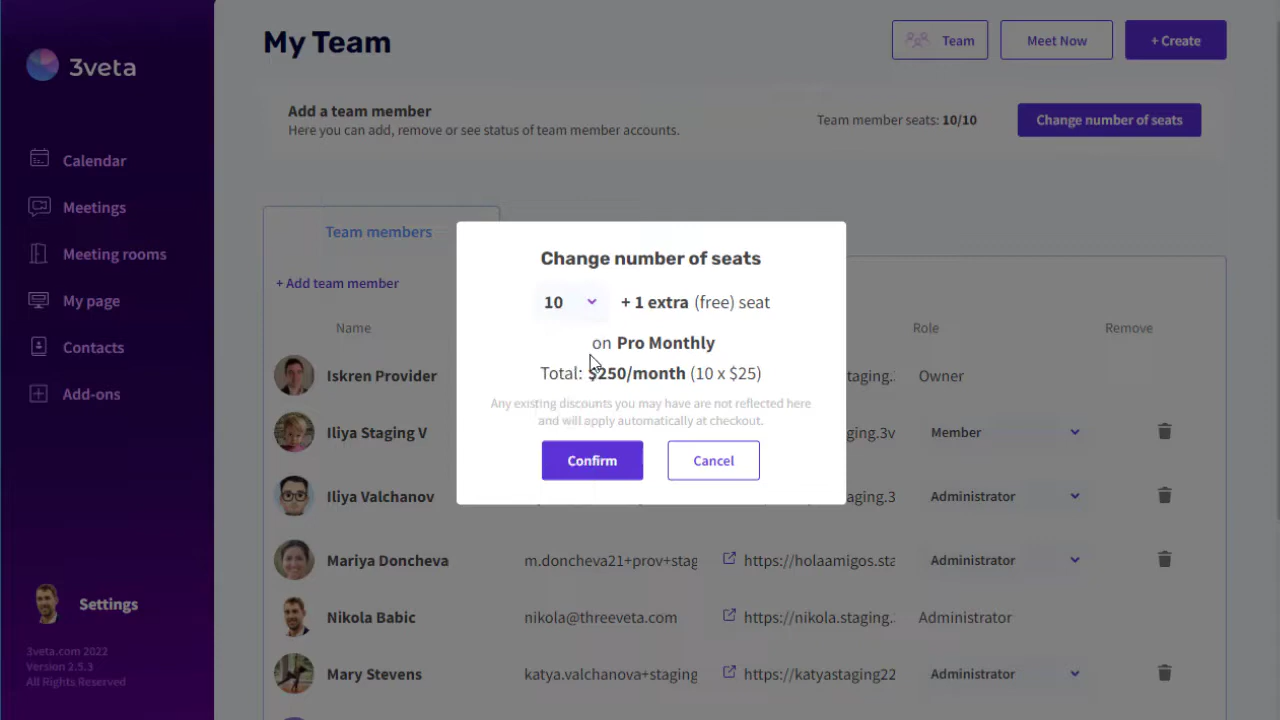 3veta
Calendar
Meetings
Meeting rooms
My page
Contacts
Add-ons
Settings
3veta.com 2022
Version 2.5.3
All Rights Reserved
My Team
Team
Meet Now
+ Create
Add a team member
Here you can add, remove or see status of team member accounts.
Team member seats: 10/10
Change number of seats
Team members
+ Add team member
Name
Role
Remove
Change number of seats
10
+ 1 extra (free) seat
on Pro Monthly
Total: $250/month (10 x $25)
Any existing discounts you may have are not reflected here
and will apply automatically at checkout.
Confirm
Cancel
Iskren Provider
taging.
Owner
Iliya Staging V
ging.3v
Member
Iliya Valchanov
staging.3
Administrator
Mariya Doncheva
m.doncheva21+prov+stag
https://holaamigos.sta
Administrator
Nikola Babic
nikola@threeveta.com
https://nikola.staging.
Administrator
Mary Stevens
katya.valchanova+staging
https://katyastaging22
Administrator